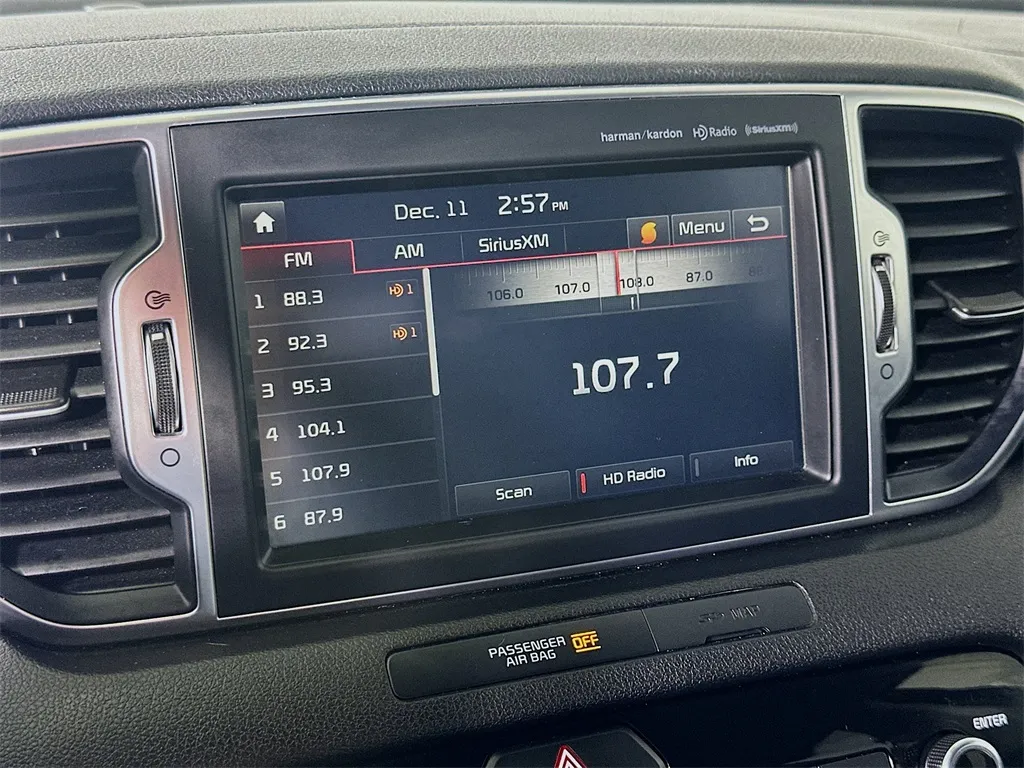 harman/kardon HD Radio ((SiriusXM))
Dec. 11 2:57 PM
FM AM SiriusXM Menu
106.0 107.0 108.0 87.0 88
1 88.3 HD 1
2 92.3 HD 1
3 95.3
4 104.1
5 107.9
6 87.9
107.7
Scan HD Radio Info
PASSENGER
AIR BAG OFF
MAP
ENTER